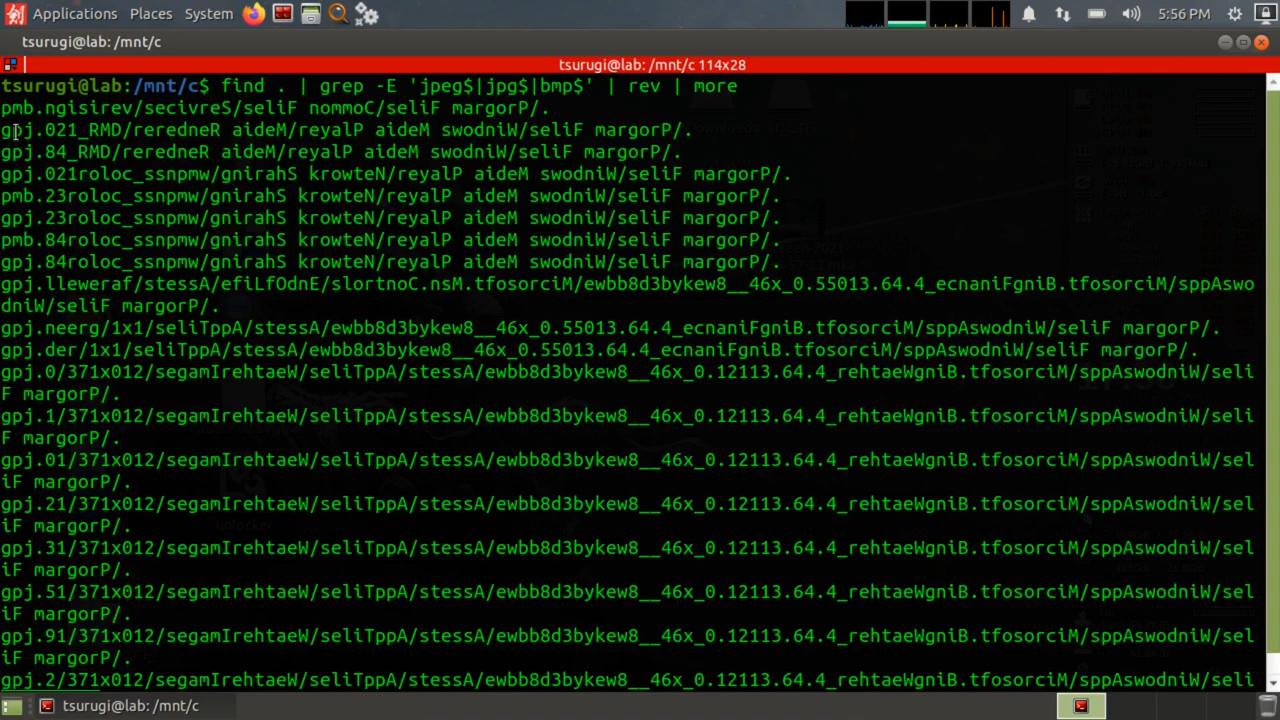 Applications Places System 5:56 PM
tsurugi@lab: /mnt/c
tsurugi@lab: /mnt/c 114x28
tsurugi@lab:/mnt/c$ find . | grep -E 'jpeg$|jpg$|bmp$' | rev | more
pmb.ngisirev/secivreS/seliF nommoC/seliF margorP/.
gpj.021_RMD/reredneR aideM/reyalP aideM swodniW/seliF margorP/.
gpj.84_RMD/reredneR aideM/reyalP aideM swodniW/seliF margorP/.
gpj.021roloc_ssnpmw/gnirahS krowteN/reyalP aideM swodniW/seliF margorP/.
pmb.23roloc_ssnpmw/gnirahS krowteN/reyalP aideM swodniW/seliF margorP/.
gpj.23roloc_ssnpmw/gnirahS krowteN/reyalP aideM swodniW/seliF margorP/.
pmb.84roloc_ssnpmw/gnirahS krowteN/reyalP aideM swodniW/seliF margorP/.
gpj.84roloc_ssnpmw/gnirahS krowteN/reyalP aideM swodniW/seliF margorP/.
gpj.lleweraf/stessA/efiLfOdnE/slortnoC.nsM.tfosorciM/ewbb8d3bykew8__46x_0.55013.64.4_ecnaniFgniB.tfosorciM/sppAswo
dniW/seliF margorP/.
gpj.neerg/1x1/seliTppA/stessA/ewbb8d3bykew8__46x_0.55013.64.4_ecnaniFgniB.tfosorciM/sppAswodniW/seliF margorP/.
gpj.der/1x1/seliTppA/stessA/ewbb8d3bykew8__46x_0.55013.64.4_ecnaniFgniB.tfosorciM/sppAswodniW/seliF margorP/.
gpj.0/371x012/segamIrehtaeW/seliTppA/stessA/ewbb8d3bykew8__46x_0.12113.64.4_rehtaeWgniB.tfosorciM/sppAswodniW/seli
F margorP/.
gpj.1/371x012/segamIrehtaeW/seliTppA/stessA/ewbb8d3bykew8__46x_0.12113.64.4_rehtaeWgniB.tfosorciM/sppAswodniW/seli
F margorP/.
gpj.01/371x012/segamIrehtaeW/seliTppA/stessA/ewbb8d3bykew8__46x_0.12113.64.4_rehtaeWgniB.tfosorciM/sppAswodniW/sel
iF margorP/.
gpj.21/371x012/segamIrehtaeW/seliTppA/stessA/ewbb8d3bykew8__46x_0.12113.64.4_rehtaeWgniB.tfosorciM/sppAswodniW/sel
iF margorP/.
gpj.31/371x012/segamIrehtaeW/seliTppA/stessA/ewbb8d3bykew8__46x_0.12113.64.4_rehtaeWgniB.tfosorciM/sppAswodniW/sel
iF margorP/.
gpj.51/371x012/segamIrehtaeW/seliTppA/stessA/ewbb8d3bykew8__46x_0.12113.64.4_rehtaeWgniB.tfosorciM/sppAswodniW/sel
iF margorP/.
gpj.91/371x012/segamIrehtaeW/seliTppA/stessA/ewbb8d3bykew8__46x_0.12113.64.4_rehtaeWgniB.tfosorciM/sppAswodniW/sel
iF margorP/.
gpj.2/371x012/segamIrehtaeW/seliTppA/stessA/ewbb8d3bykew8__46x_0.12113.64.4_rehtaeWgniB.tfosorciM/sppAswodniW/seli
tsurugi@lab: /mnt/c